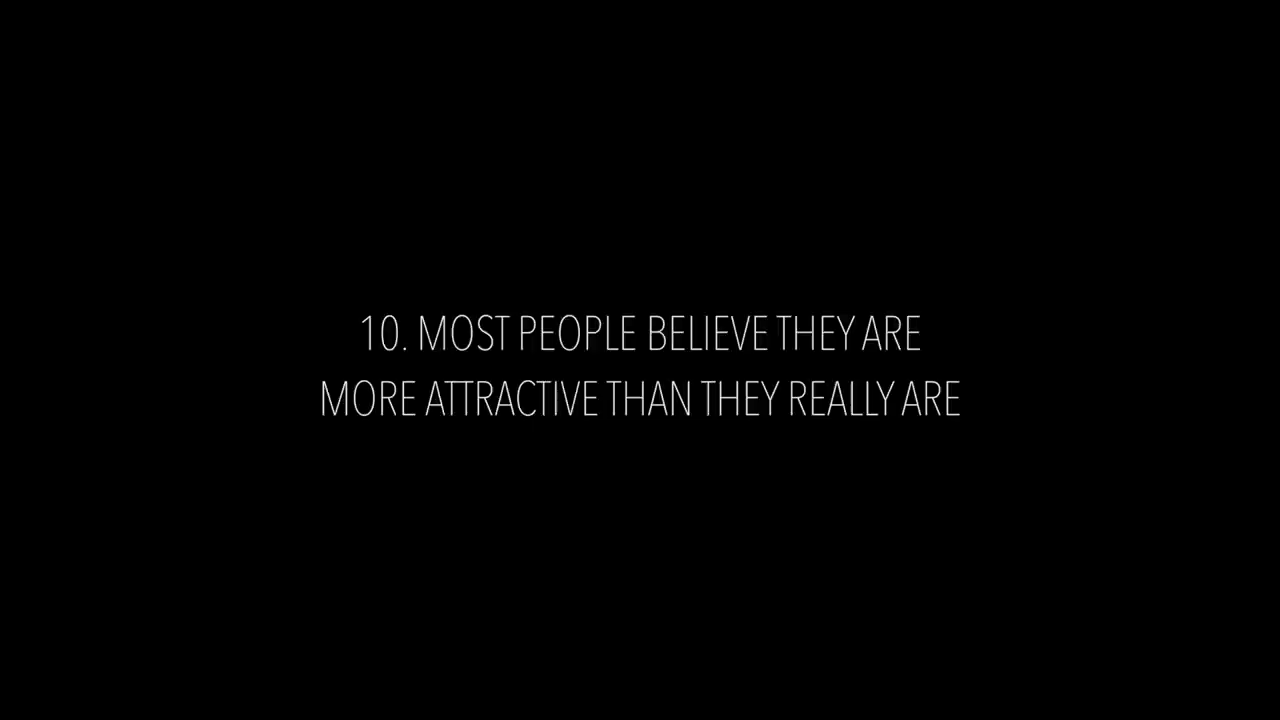 10. MOST PEOPLE BELIEVE THEY ARE
MORE ATTRACTIVE THAN THEY REALLY ARE